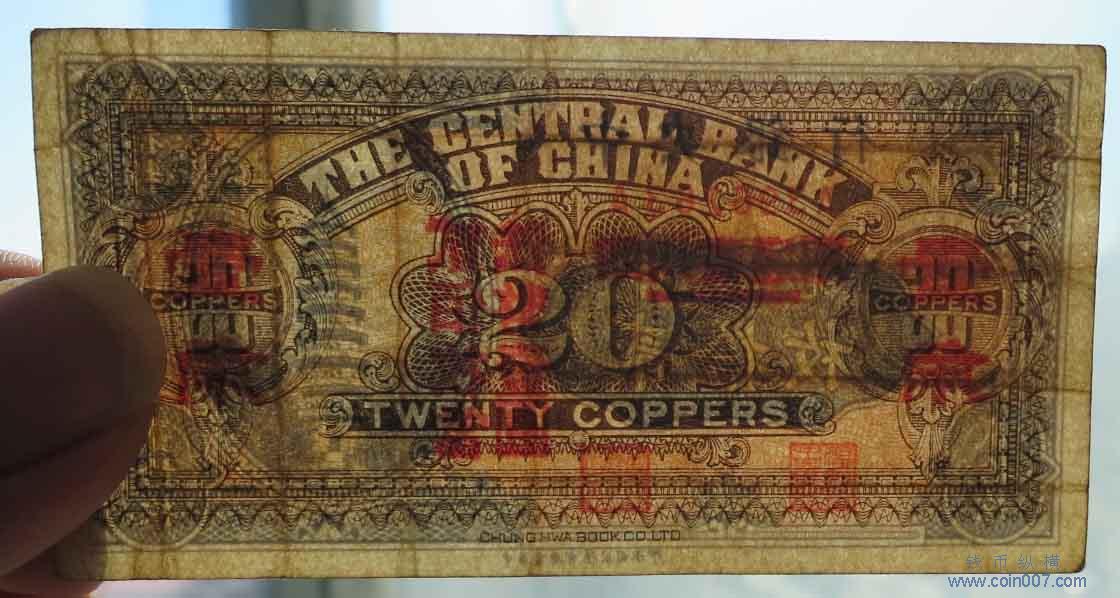 THE CENTRAL BANK
OF CHINA
COPPERS
20
COPPERS
TWENTY COPPERS
CHUNG HWA BOOK CO. LTD
钱币纵横
www.coin007.com